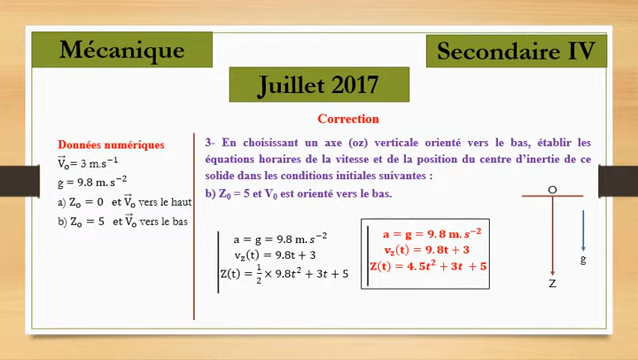 Mécanique
Secondaire IV
Juillet 2017
Correction
Données numériques
V⃗₀ = 3 m.s⁻¹
g = 9.8 m.s⁻²
a) Z₀ = 0 et V⃗₀ vers le haut
b) Z₀ = 5 et V⃗₀ vers le bas
3- En choisissant un axe (oz) verticale orienté vers le bas, établir les
équations horaires de la vitesse et de la position du centre d'inertie de ce
solide dans les conditions initiales suivantes :
b) Z₀ = 5 et V₀ est orienté vers le bas.
a = g = 9.8 m.s⁻²
v_z(t) = 9.8t + 3
Z(t) = 1/2 × 9.8t² + 3t + 5
a = g = 9.8 m.s⁻²
v_z(t) = 9.8t + 3
Z(t) = 4.5t² + 3t + 5
O
g
Z